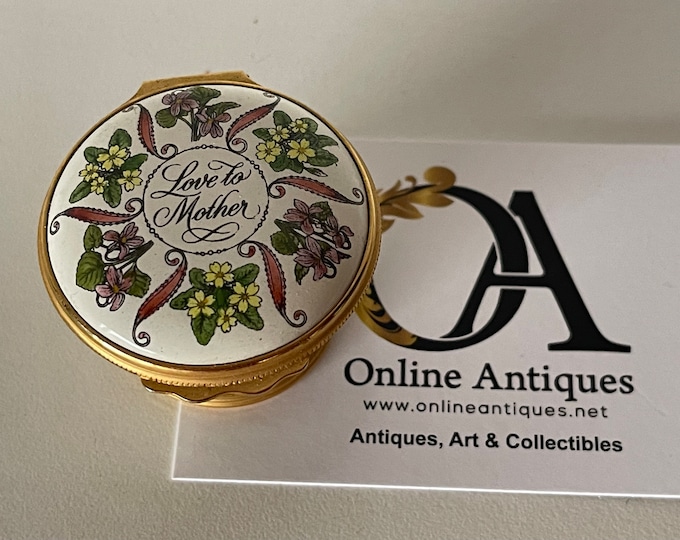 Love to
Mother
OA
Online Antiques
www.onlineantiques.net
Antiques, Art & Collectibles